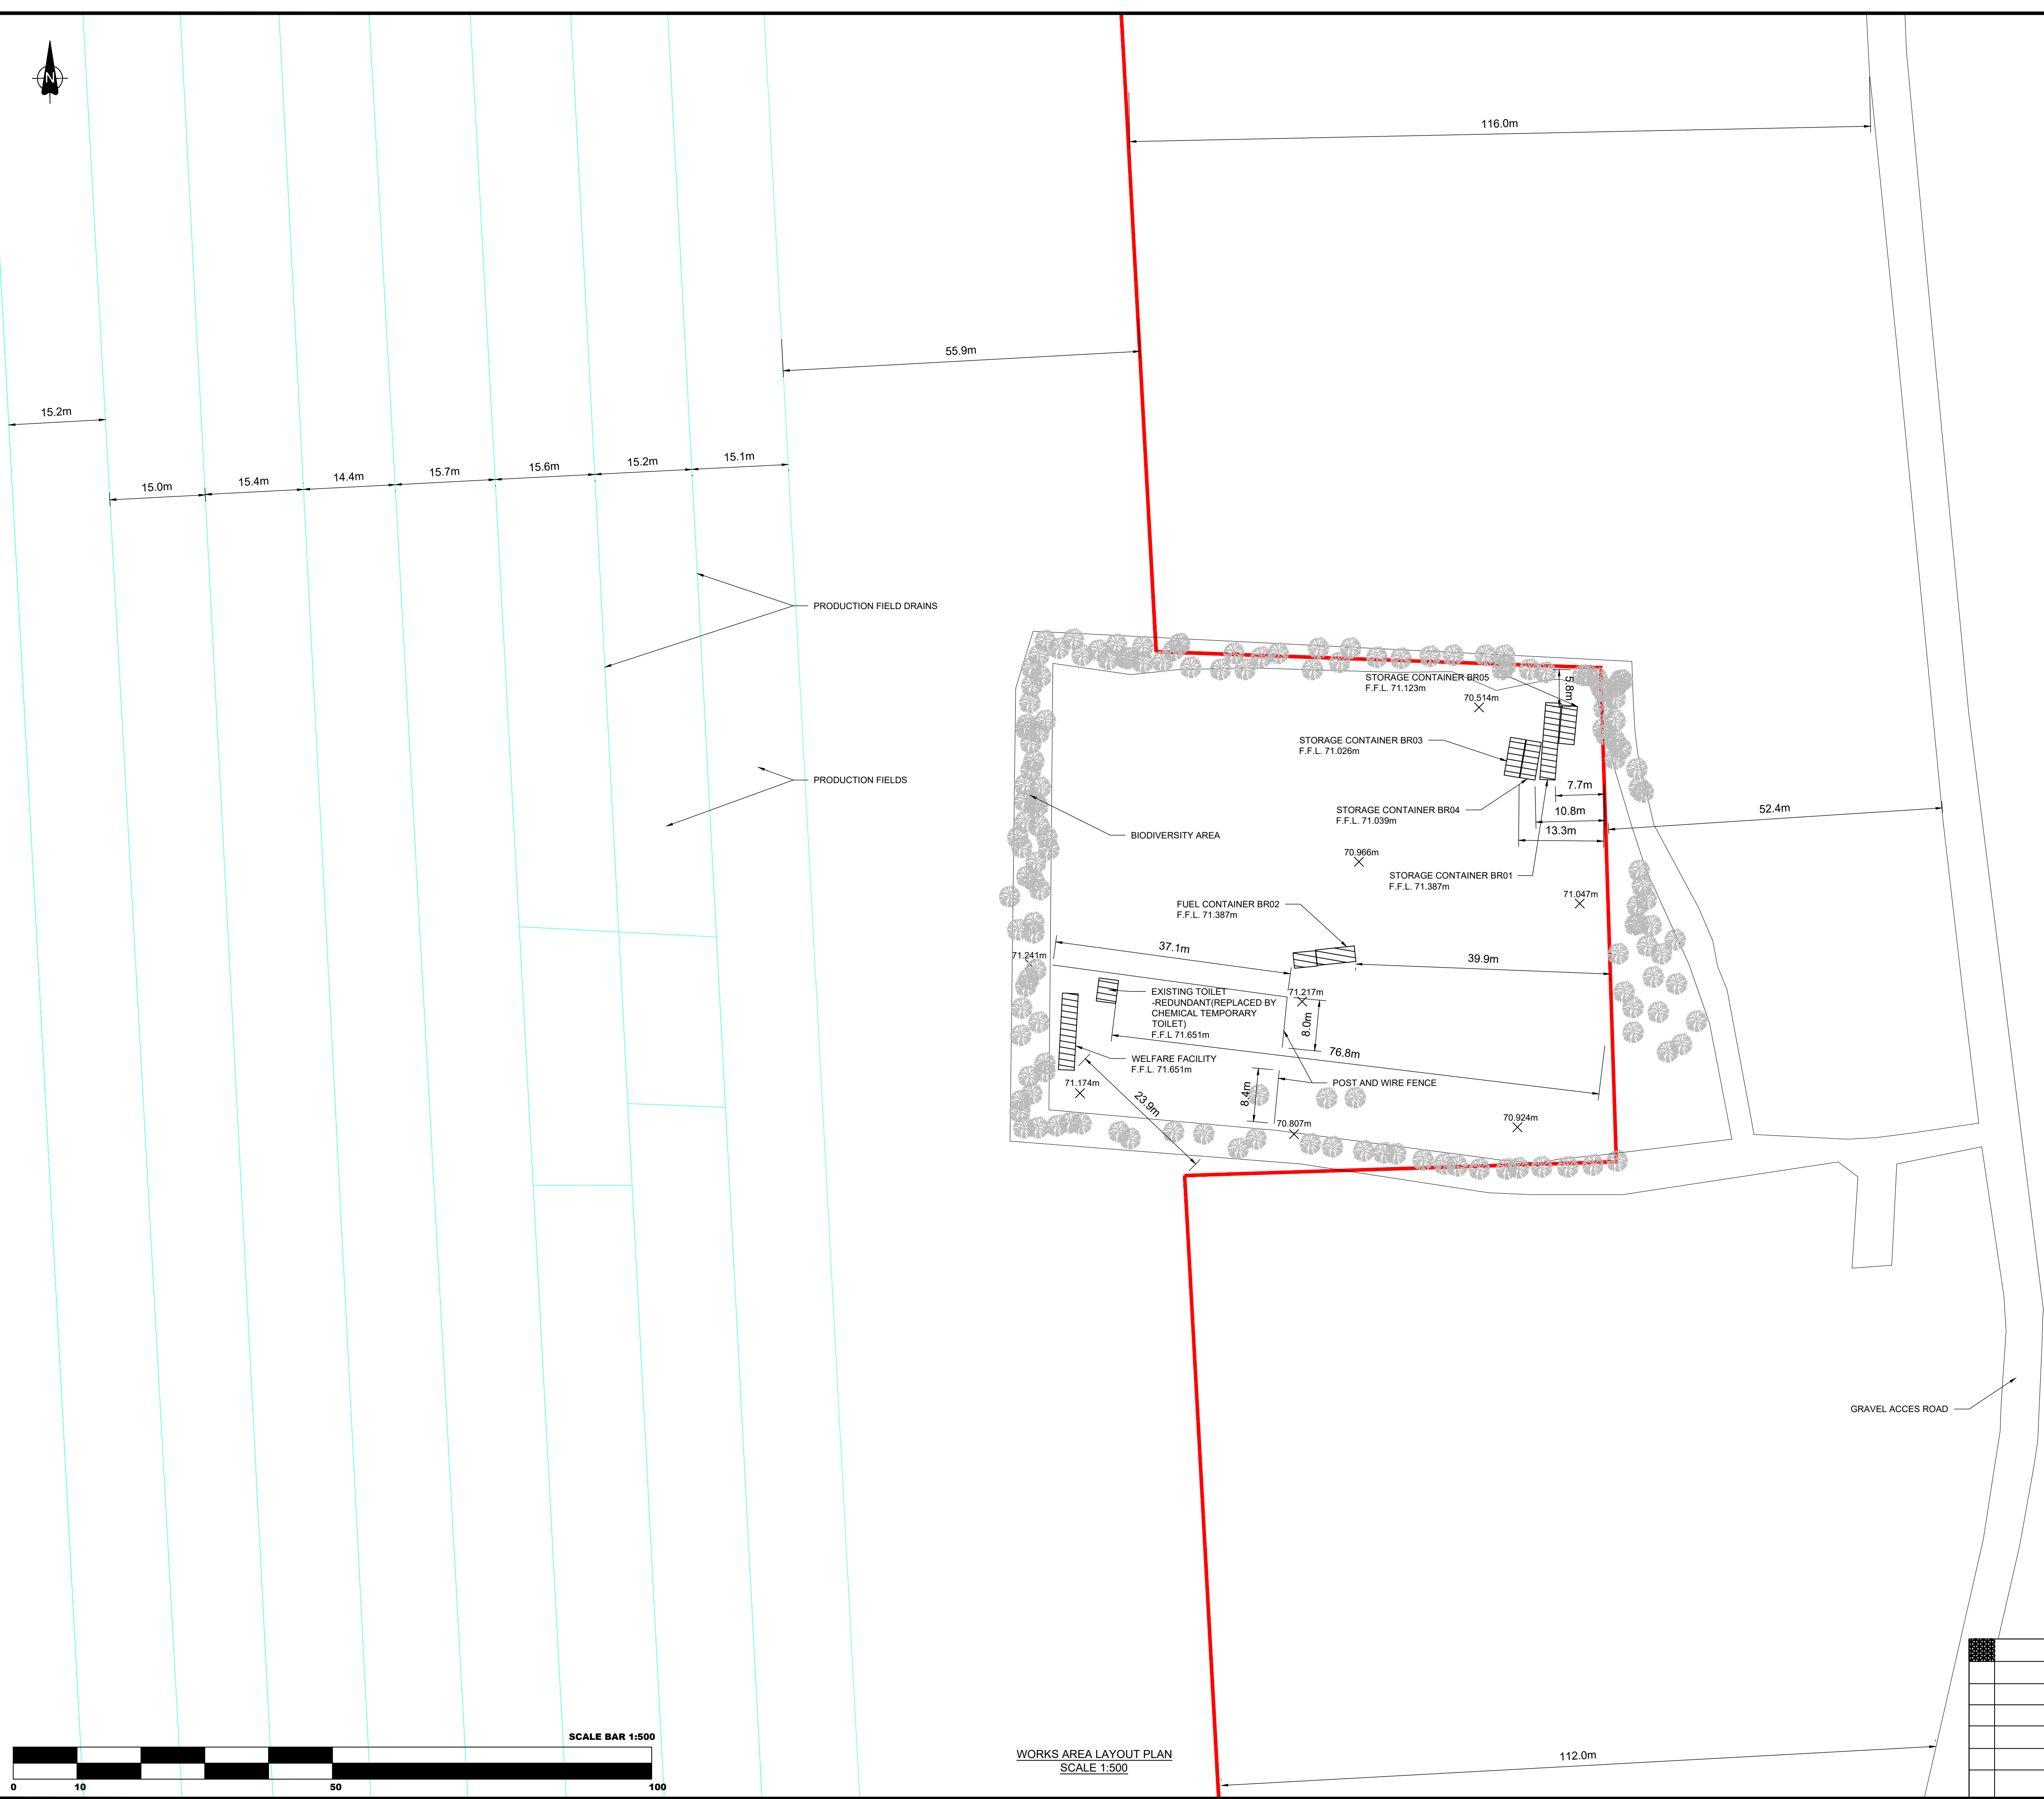 N
116.0m
55.9m
15.2m
15.0m
15.4m
14.4m
15.7m
15.6m
15.2m
15.1m
PRODUCTION FIELD DRAINS
PRODUCTION FIELDS
BIODIVERSITY AREA
STORAGE CONTAINER BR05
F.F.L. 71.123m
70.514m
5.8m
STORAGE CONTAINER BR03
F.F.L. 71.026m
7.7m
STORAGE CONTAINER BR04
F.F.L. 71.039m
10.8m
13.3m
52.4m
70.966m
STORAGE CONTAINER BR01
F.F.L. 71.387m
71.047m
FUEL CONTAINER BR02
F.F.L. 71.387m
37.1m
39.9m
71.241m
EXISTING TOILET
-REDUNDANT(REPLACED BY
CHEMICAL TEMPORARY
TOILET)
F.F.L 71.651m
71.217m
8.0m
76.8m
WELFARE FACILITY
F.F.L. 71.651m
71.174m
23.9m
8.4m
POST AND WIRE FENCE
70.807m
70.924m
GRAVEL ACCES ROAD
SCALE BAR 1:500
0 10 50 100
WORKS AREA LAYOUT PLAN
SCALE 1:500
112.0m